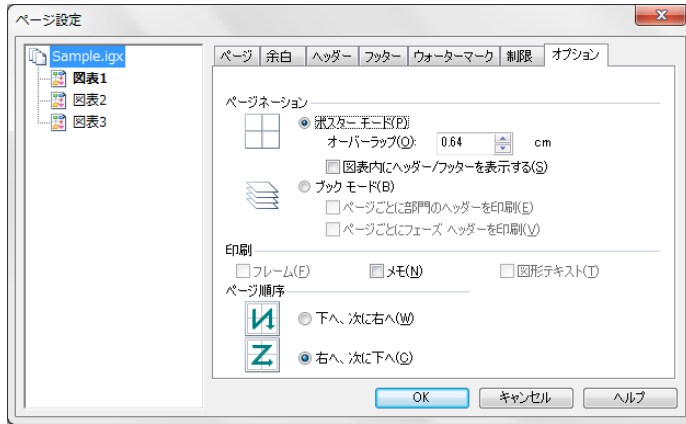 ページ設定
Sample.igx
図表1
図表2
図表3
ページ 余白 ヘッダー フッター ウォーターマーク 制限 オプション
ページネーション
ポスター モード(P)
オーバーラップ(O): 0.64 cm
図表内にヘッダー/フッターを表示する(S)
ブック モード(B)
ページごとに部門のヘッダーを印刷(E)
ページごとにフェーズ ヘッダーを印刷(V)
印刷
フレーム(F) メモ(N) 図形テキスト(T)
ページ順序
下へ、次に右へ(W)
右へ、次に下へ(C)
OK キャンセル ヘルプ